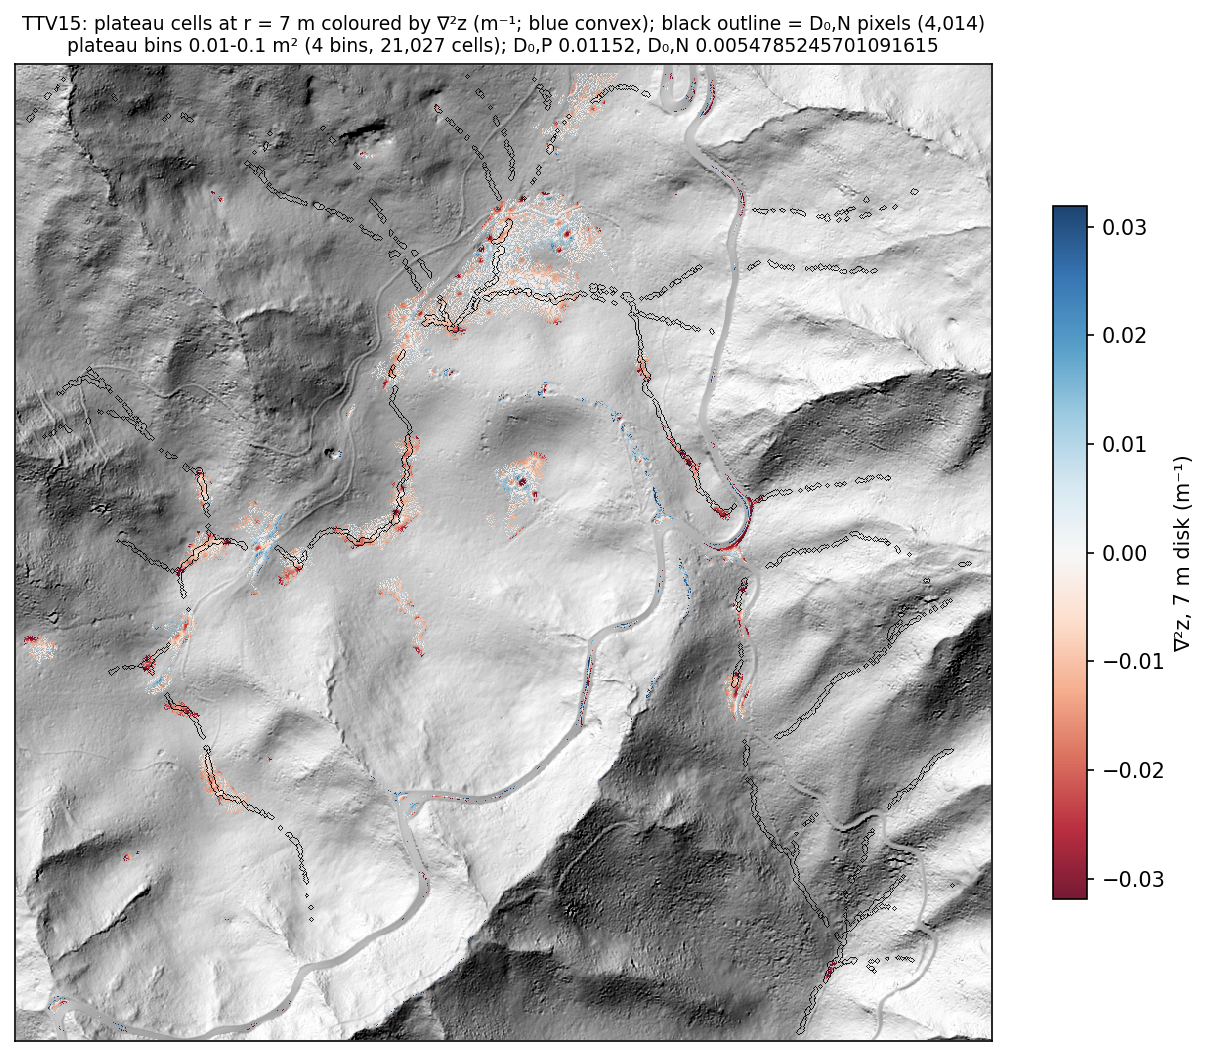 TTV15: plateau cells at r = 7 m coloured by ∇²z (m⁻¹; blue convex); black outline = D₀,N pixels (4,014)
plateau bins 0.01-0.1 m² (4 bins, 21,027 cells); D₀,P 0.01152, D₀,N 0.0054785245701091615
0.03
0.02
0.01
0.00
−0.01
−0.02
−0.03
∇²z, 7 m disk (m⁻¹)